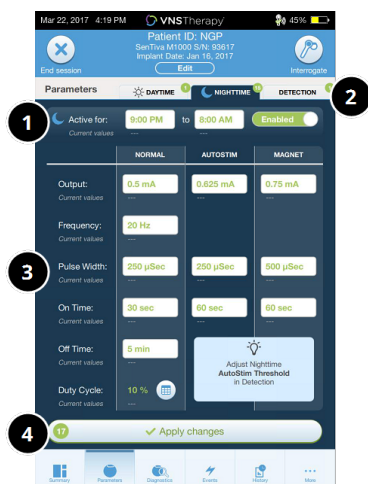 Mar 22, 2017 4:19 PM VNSTherapy 45%
Patient ID: NGP
SenTiva M1000 S/N: 93617
Implant Date: Jan 16, 2017
Edit
End session
Interrogate
Parameters DAYTIME NIGHTTIME DETECTION
2
1
Active for: 9:00 PM to 8:00 AM Enabled
Current values --- ---
NORMAL AUTOSTIM MAGNET
Output: 0.5 mA 0.625 mA 0.75 mA
Current values --- --- ---
Frequency: 20 Hz
Current values ---
3
Pulse Width: 250 µSec 250 µSec 500 µSec
Current values --- --- ---
On Time: 30 sec 60 sec 60 sec
Current values --- --- ---
Off Time: 5 min
Current values ---
Adjust Nighttime
AutoStim Threshold
in Detection
Duty Cycle: 10 %
Current values ---
4
17 Apply changes
Summary Parameters Diagnostics Events History More